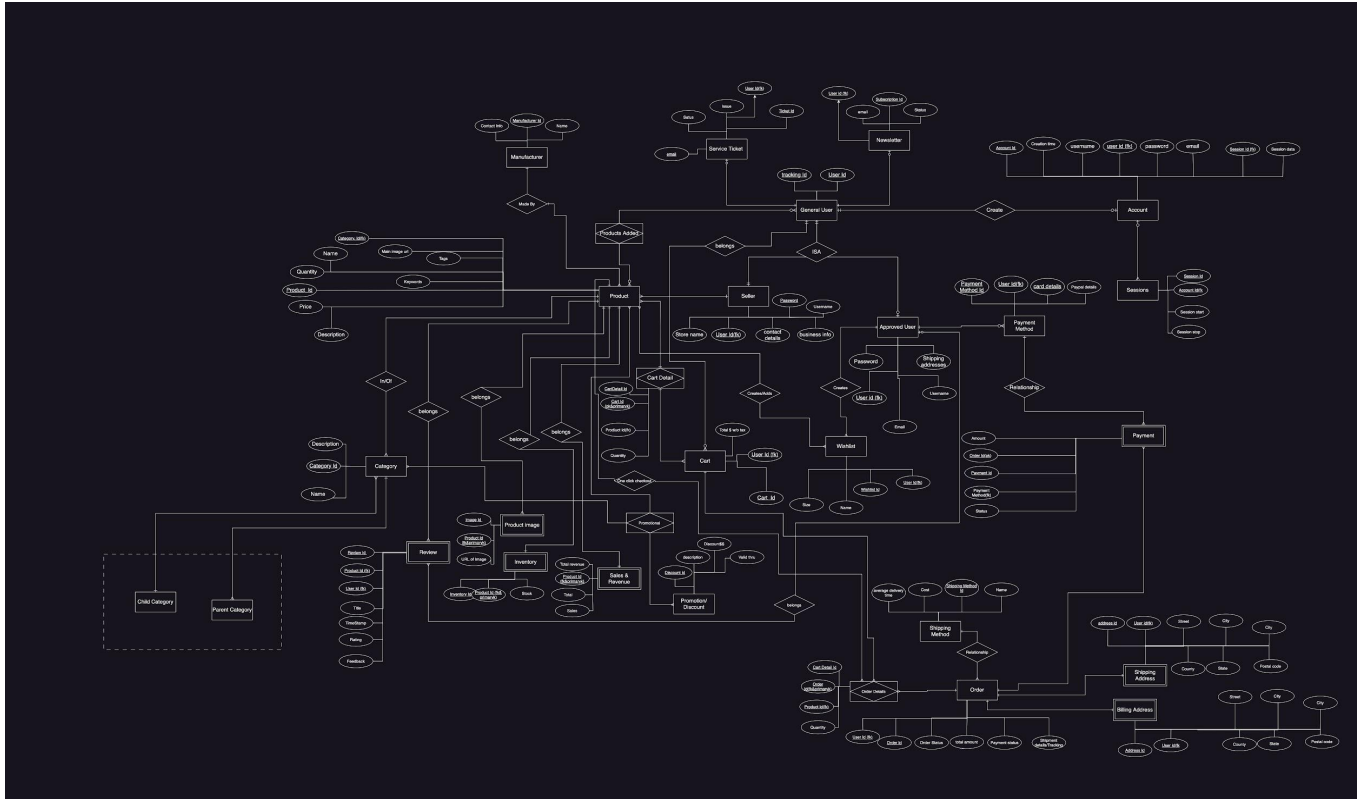 User Id(fk)
Issue
Satus
Ticket Id
email
Service Ticket
User Id (fk)
Subscription Id
email
Status
Newsletter
Contact Info
Manufacturer Id
Name
Manufacturer
Made By
tracking Id
User Id
General User
Create
Account Id
Creation time
username
user Id (fk)
password
email
Session Id (fk)
Session data
Account
Products Added
belongs
ISA
Category Id(fk)
Name
Main image url
Tags
Quantity
Keywords
Product Id
Price
Description
Product
Seller
Store name
User Id(fk)
contact
details
Password
Username
business info
Approved User
Password
Shipping
addresses
User Id (fk)
Username
Email
Payment
Method Id
User Id(fk)
card details
Paypal details
Payment
Method
Sessions
Session Id
Account Id(fk)
Session start
Session stop
In/Of
belongs
belongs
belongs
belongs
Cart Detail
CartDetail Id
Cart Id
Product Id(fk)
Quantity
Creates/Adds
Creates
Relationship
Total $ w/o tax
User Id (fk)
Cart Id
Cart
Wishlist
Size
Name
Wishlist Id
User Id(fk)
Payment
Amount
Order Id(pk)
Payment Id
Payment
Method(fk)
Status
Description
Category Id
Name
Category
One click checkout
Promotional
Child Category
Parent Category
Review
Review Id
Product Id (fk)
User Id (fk)
Title
TimeStamp
Rating
Feedback
Image Id
Product Id
URL of Image
Product Image
Inventory
Inventory Id
Stock
Total revenue
Product Id
Total
Sales
Sales &
Revenue
Discount$$
description
Valid thru
Discount Id
Promotion/
Discount
belongs
average delivery
time
Cost
Shipping Method
Id
Name
Shipping
Method
Relationship
Cart Detail Id
Order
Product Id(fk)
Quantity
Order Details
Order
User Id (fk)
Order Id
Order Status
total amount
Payment status
Shipment
details/Tracking
address Id
User Id(fk)
Street
City
City
County
State
Postal code
Shipping
Address
Billing Address
Street
City
City
Address Id
User Id(fk)
County
State
Postal code